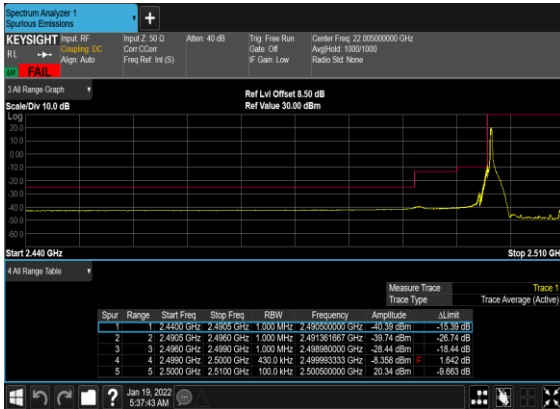 Spectrum Analyzer 1
Spurious Emissions
+
KEYSIGHT Input: RF Input Z: 50 Ω Atten: 40 dB Trig: Free Run Center Freq: 22.005000000 GHz
RL Coupling: DC Corr CCorr Gate: Off Avg|Hold: 1000/1000
Align: Auto Freq Ref: Int (S) IF Gain: Low Radio Std: None
FAIL
3 All Range Graph
Ref Lvl Offset 8.50 dB
Scale/Div 10.0 dB Ref Value 30.00 dBm
Log
20.0
10.0
0.00
-10.0
-20.0
-30.0
-40.0
-50.0
-60.0
Start 2.440 GHz Stop 2.510 GH
4 All Range Table
Measure Trace Trace 1
Trace Type Trace Average (Active)
Spur Range Start Freq Stop Freq RBW Frequency Amplitude ΔLimit
1 1 2.4400 GHz 2.4905 GHz 1.000 MHz 2.490500000 GHz -40.39 dBm -15.39 dB
2 2 2.4905 GHz 2.4960 GHz 1.000 MHz 2.491361667 GHz -39.74 dBm -26.74 dB
3 3 2.4960 GHz 2.4990 GHz 1.000 MHz 2.498980000 GHz -28.44 dBm -18.44 dB
4 4 2.4990 GHz 2.5000 GHz 430.0 kHz 2.499993333 GHz -8.358 dBm F 1.642 dB
5 5 2.5000 GHz 2.5100 GHz 100.0 kHz 2.500500000 GHz 20.34 dBm -9.663 dB
? Jan 19, 2022
5:37:43 AM